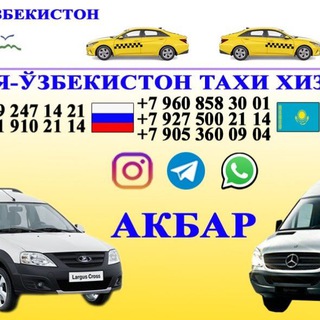 ЗБЕКИСТОН
Я-ЎЗБЕКИСТОН ТАХИ ХИЗ
9 247 14 21
1 910 21 14
+7 960 858 30 01
+7 927 500 21 14
+7 905 360 09 04
АКБАР
Largus Cross